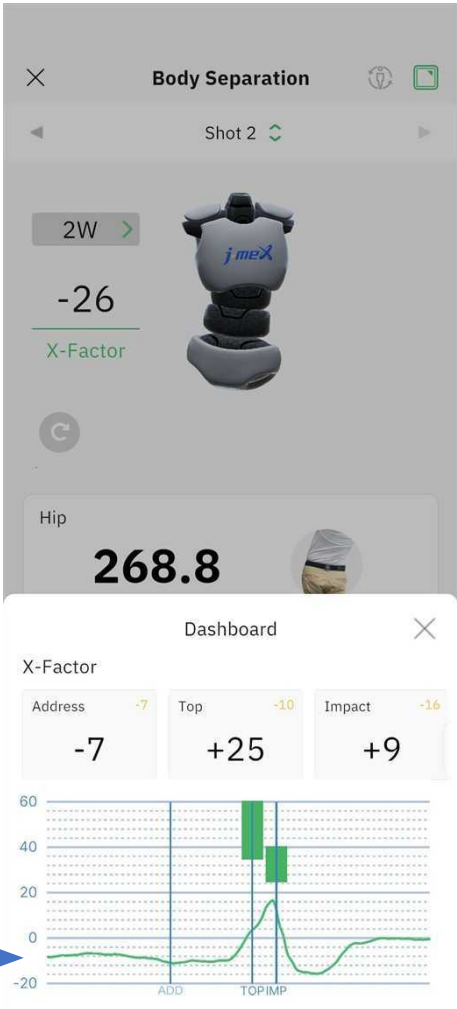 Body Separation
Shot 2
2W
j meX
-26
X-Factor
Hip
268.8
Dashboard
X-Factor
Address -7 Top -10 Impact -16
-7 +25 +9
60
40
20
0
-20
ADD TOP IMP